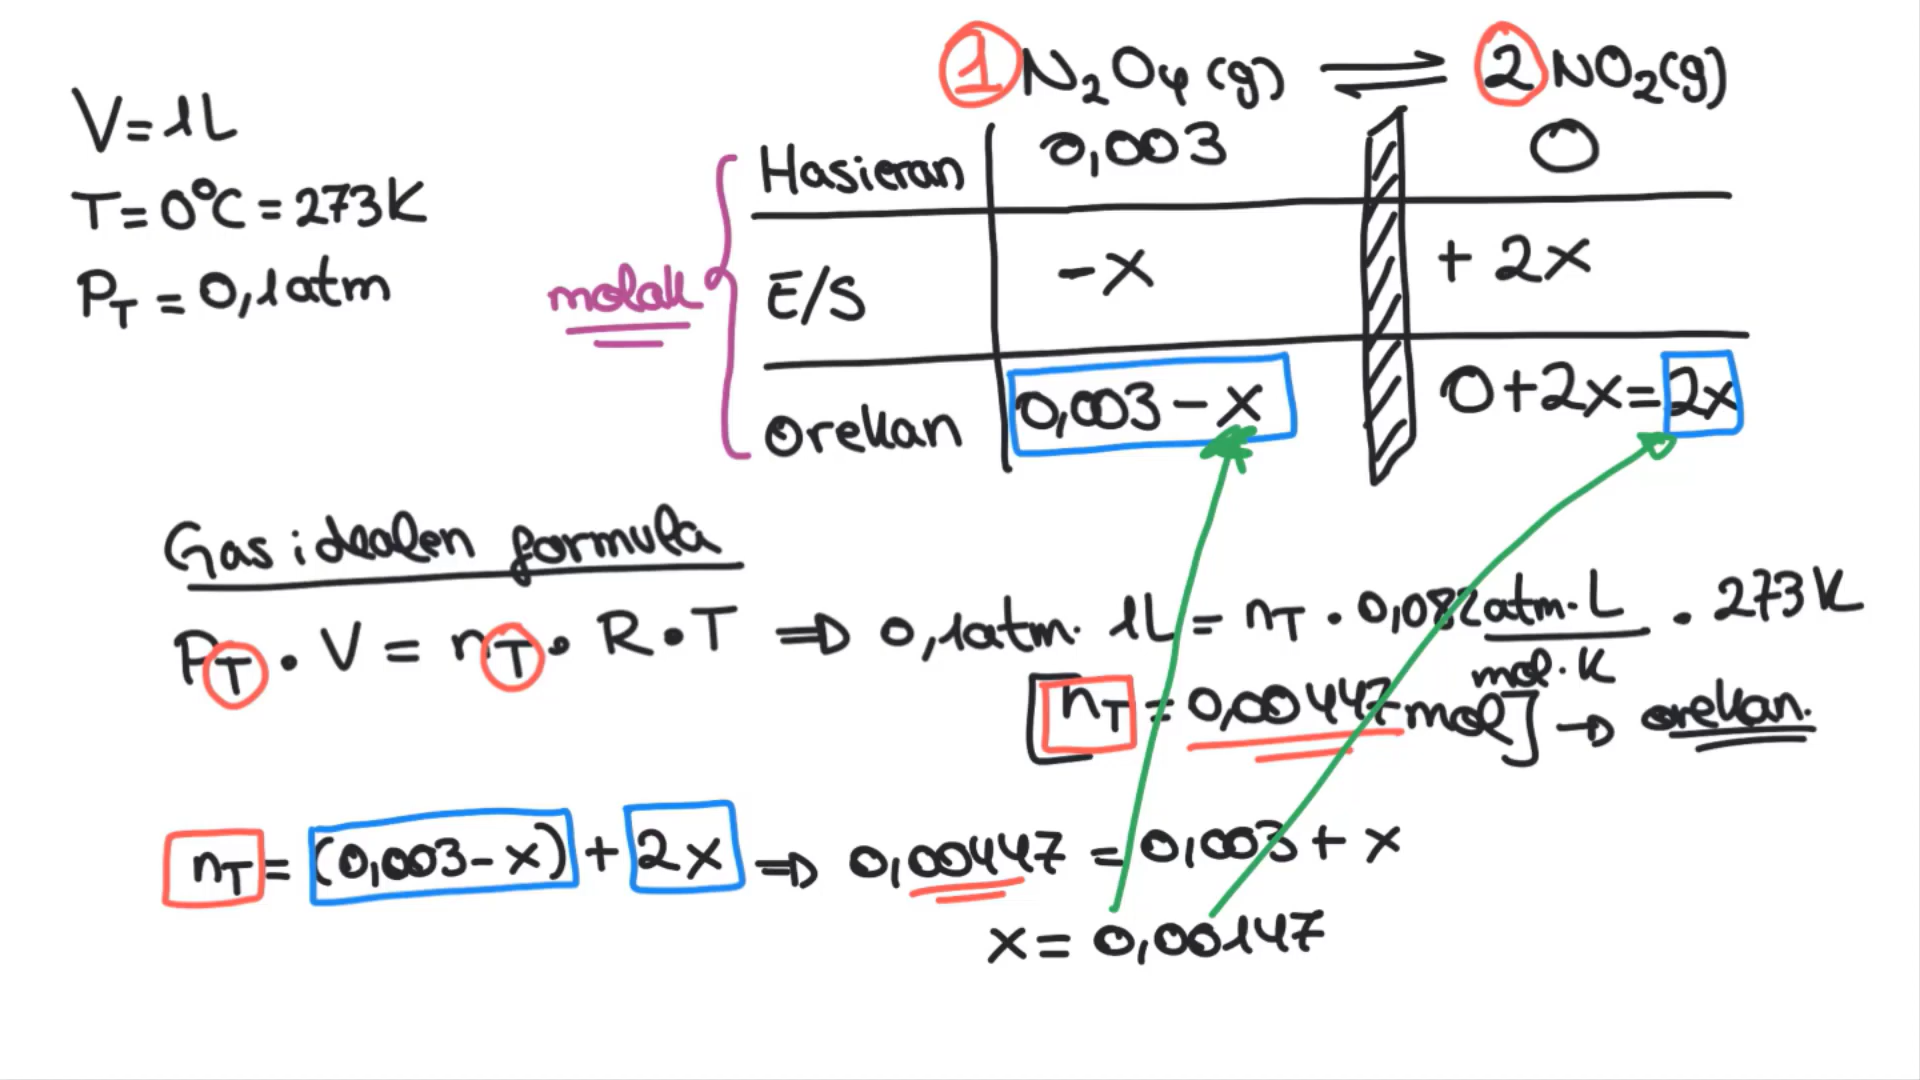 1 N₂O₄ (g) ⇌ 2 NO₂ (g)
V = 1L
T = 0°C = 273K
P_T = 0,1atm
molak
Hasieran 0,003 0
E/S -x + 2x
Orekan 0,003 - x 0+2x=2x
Gas idealen formula
P_T · V = n_T · R · T ⇒ 0,1atm · 1L = n_T · 0,082 atm·L/mol·K · 273K
[n_T = 0,00447 mol] → orekan.
n_T = (0,003 - x) + 2x ⇒ 0,00447 = 0,003 + x
x = 0,00147